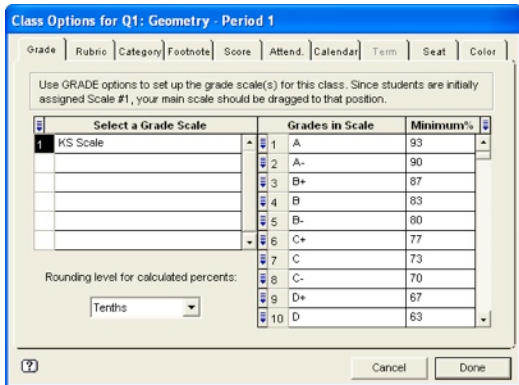 Class Options for Q1: Geometry - Period 1
Grade Rubric Category Footnote Score Attend. Calendar Term Seat Color
Use GRADE options to set up the grade scale(s) for this class. Since students are initially
assigned Scale #1, your main scale should be dragged to that position.
Select a Grade Scale Grades in Scale Minimum%
1 KS Scale 1 A 93
2 A- 90
3 B+ 87
4 B 83
5 B- 80
6 C+ 77
7 C 73
Rounding level for calculated percents: 8 C- 70
Tenths 9 D+ 67
10 D 63
? Cancel Done